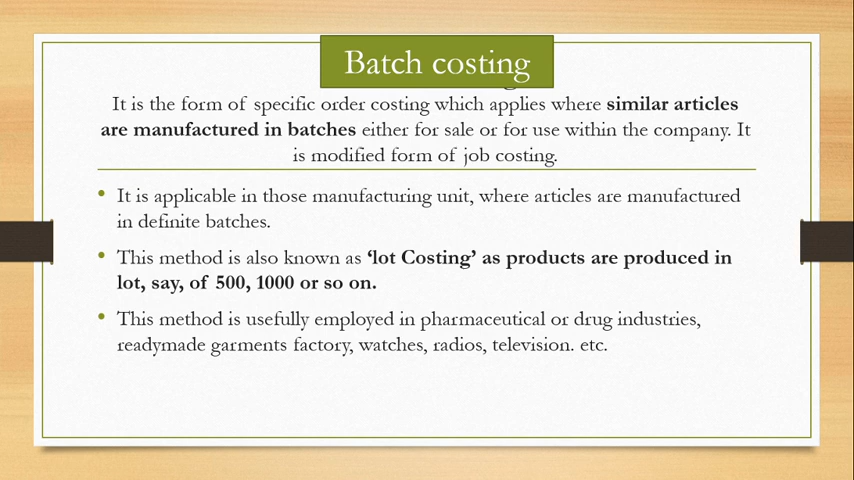 Batch costing
It is the form of specific order costing which applies where similar articles
are manufactured in batches either for sale or for use within the company. It
is modified form of job costing.
• It is applicable in those manufacturing unit, where articles are manufactured
in definite batches.
• This method is also known as ‘lot Costing’ as products are produced in
lot, say, of 500, 1000 or so on.
• This method is usefully employed in pharmaceutical or drug industries,
readymade garments factory, watches, radios, television. etc.